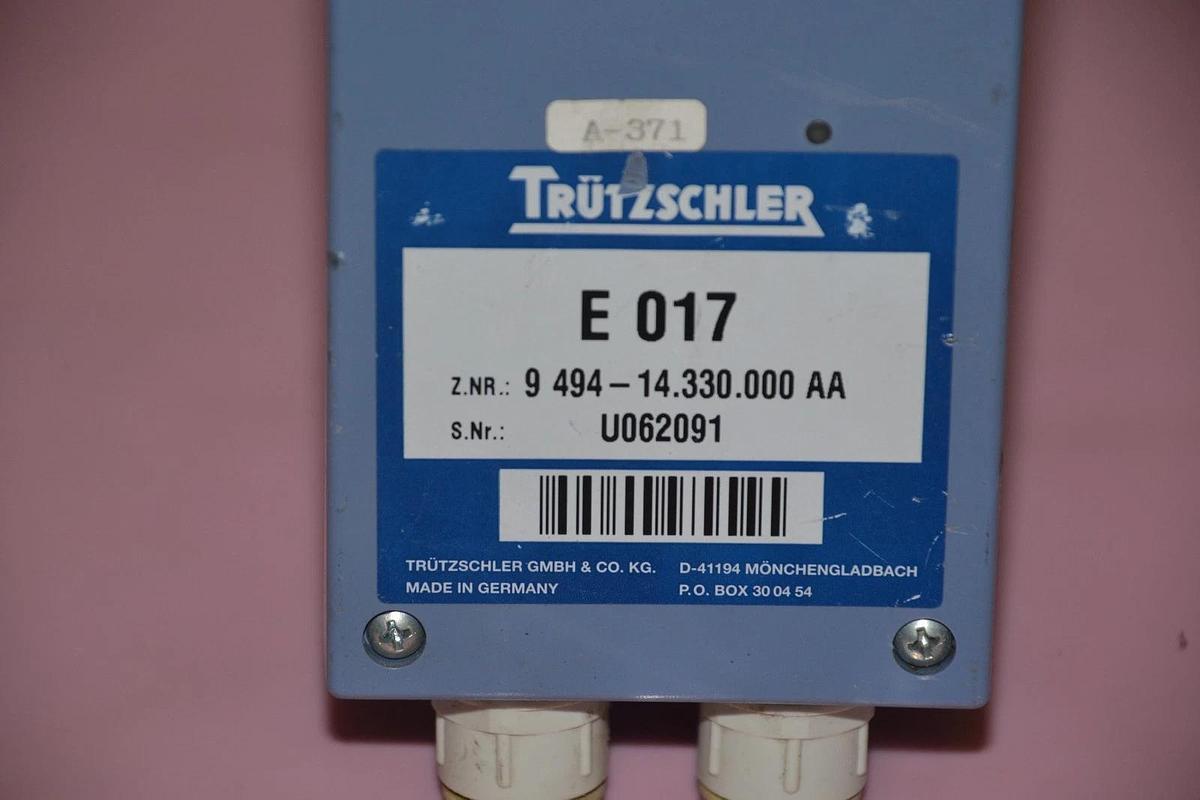 A-371
TRÜTZSCHLER
E 017
Z.NR.: 9 494–14.330.000 AA
S.Nr.: U062091
TRÜTZSCHLER GMBH & CO. KG. D-41194 MÖNCHENGLADBACH
MADE IN GERMANY P.O. BOX 30 04 54